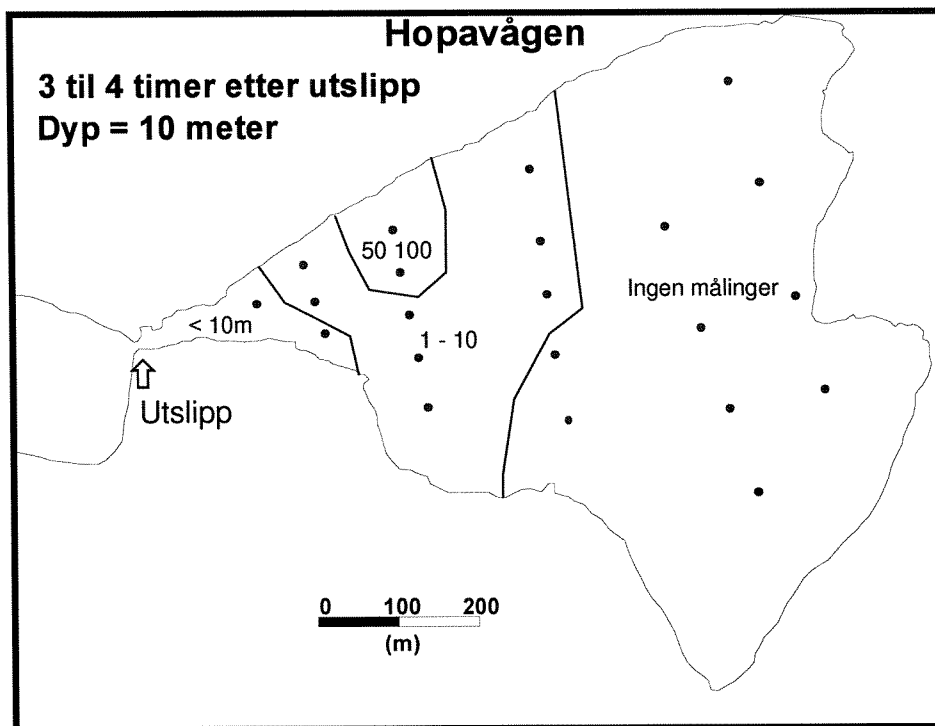 Hopavågen
3 til 4 timer etter utslipp
Dyp = 10 meter
50 100
Ingen målinger
< 10m
1 - 10
Utslipp
0 100 200
(m)